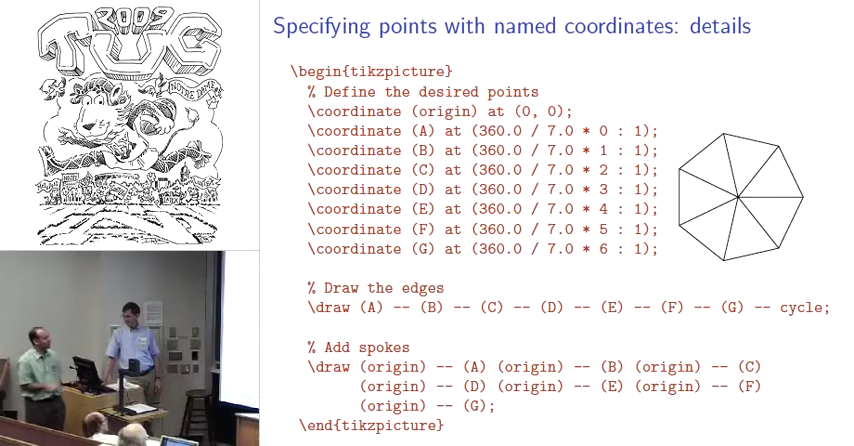 2009
TUG
NOTRE DAME
Specifying points with named coordinates: details
\begin{tikzpicture}
% Define the desired points
\coordinate (origin) at (0, 0);
\coordinate (A) at (360.0 / 7.0 * 0 : 1);
\coordinate (B) at (360.0 / 7.0 * 1 : 1);
\coordinate (C) at (360.0 / 7.0 * 2 : 1);
\coordinate (D) at (360.0 / 7.0 * 3 : 1);
\coordinate (E) at (360.0 / 7.0 * 4 : 1);
\coordinate (F) at (360.0 / 7.0 * 5 : 1);
\coordinate (G) at (360.0 / 7.0 * 6 : 1);
% Draw the edges
\draw (A) -- (B) -- (C) -- (D) -- (E) -- (F) -- (G) -- cycle;
% Add spokes
\draw (origin) -- (A) (origin) -- (B) (origin) -- (C)
(origin) -- (D) (origin) -- (E) (origin) -- (F)
(origin) -- (G);
\end{tikzpicture}